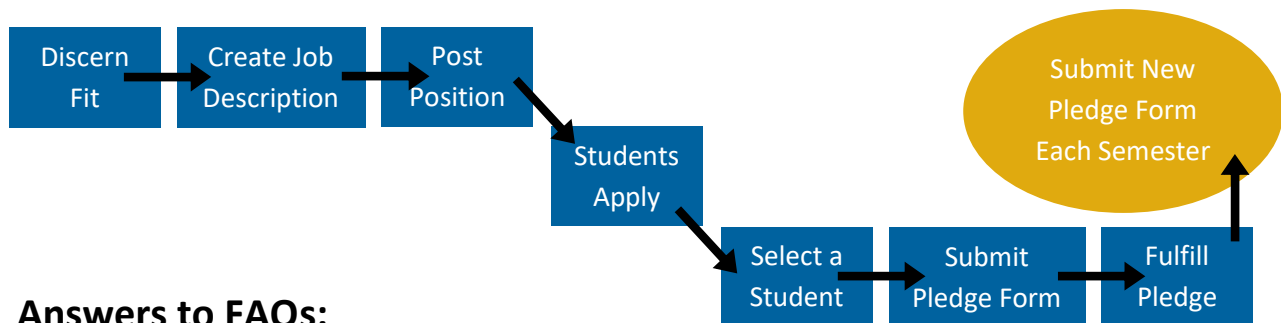 Discern
Fit
Create Job
Description
Post
Position
Students
Apply
Select a
Student
Submit
Pledge Form
Fulfill
Pledge
Submit New
Pledge Form
Each Semester
Answers to FAQs: